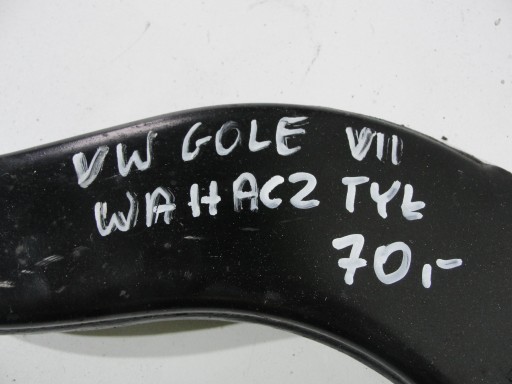 VW GOLF VII
WAHACZ TYŁ
70,-